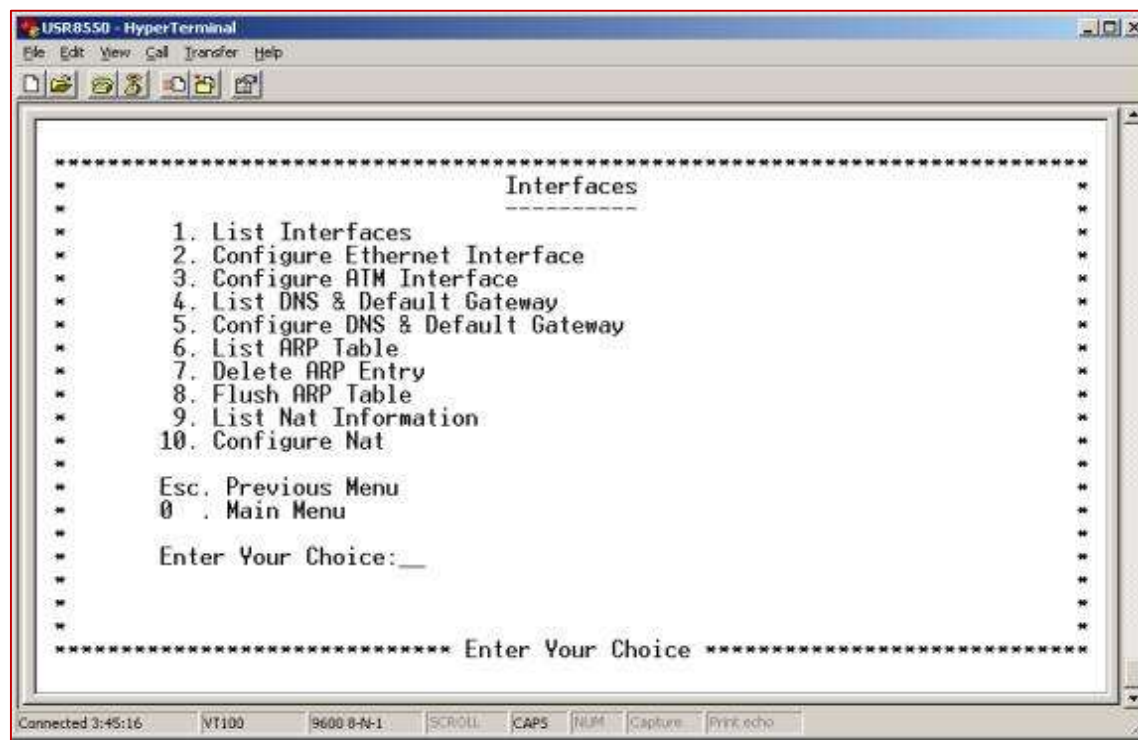 USR8550 - HyperTerminal
File Edit View Call Transfer Help
*******************************************************************************
* Interfaces *
* ---------- *
* 1. List Interfaces *
* 2. Configure Ethernet Interface *
* 3. Configure ATM Interface *
* 4. List DNS & Default Gateway *
* 5. Configure DNS & Default Gateway *
* 6. List ARP Table *
* 7. Delete ARP Entry *
* 8. Flush ARP Table *
* 9. List Nat Information *
* 10. Configure Nat *
* *
* Esc. Previous Menu *
* 0 . Main Menu *
* *
* Enter Your Choice:__ *
* *
* *
* *
****************************** Enter Your Choice *****************************
Connected 3:45:16 VT100 9600 8-N-1 SCROLL CAPS NUM Capture Print echo